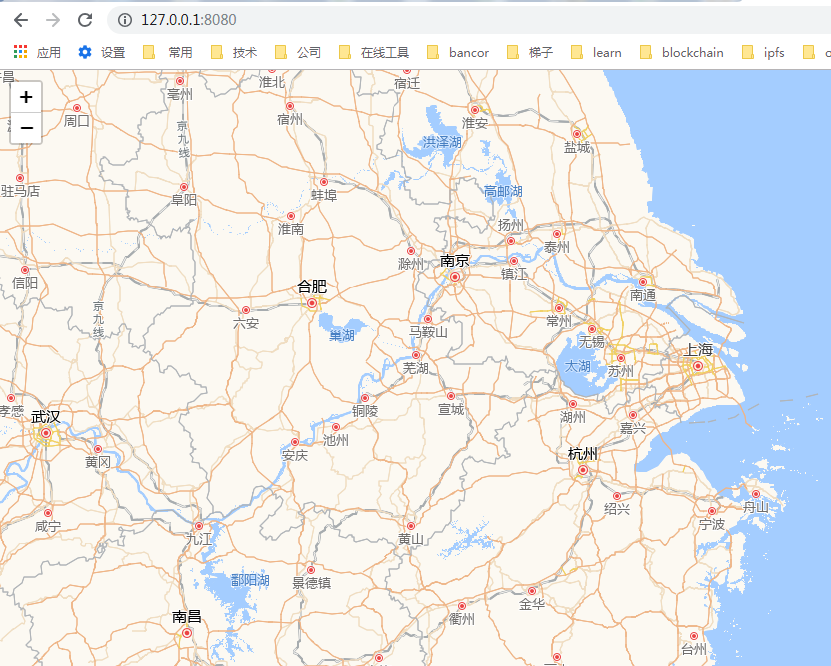 127.0.0.1:8080
应用 设置 常用 技术 公司 在线工具 bancor 梯子 learn blockchain ipfs
+
−
亳州
淮北
宿迁
周口
京九线
宿州
淮安
盐城
洪泽湖
驻马店
阜阳
蚌埠
高邮湖
淮南
扬州
泰州
滁州
南京
镇江
信阳
合肥
南通
京九线
六安
巢湖
马鞍山
常州
无锡
上海
芜湖
太湖
苏州
孝感
武汉
铜陵
宣城
湖州
嘉兴
池州
安庆
杭州
黄冈
咸宁
九江
黄山
绍兴
宁波
舟山
鄱阳湖
景德镇
南昌
衢州
金华
台州